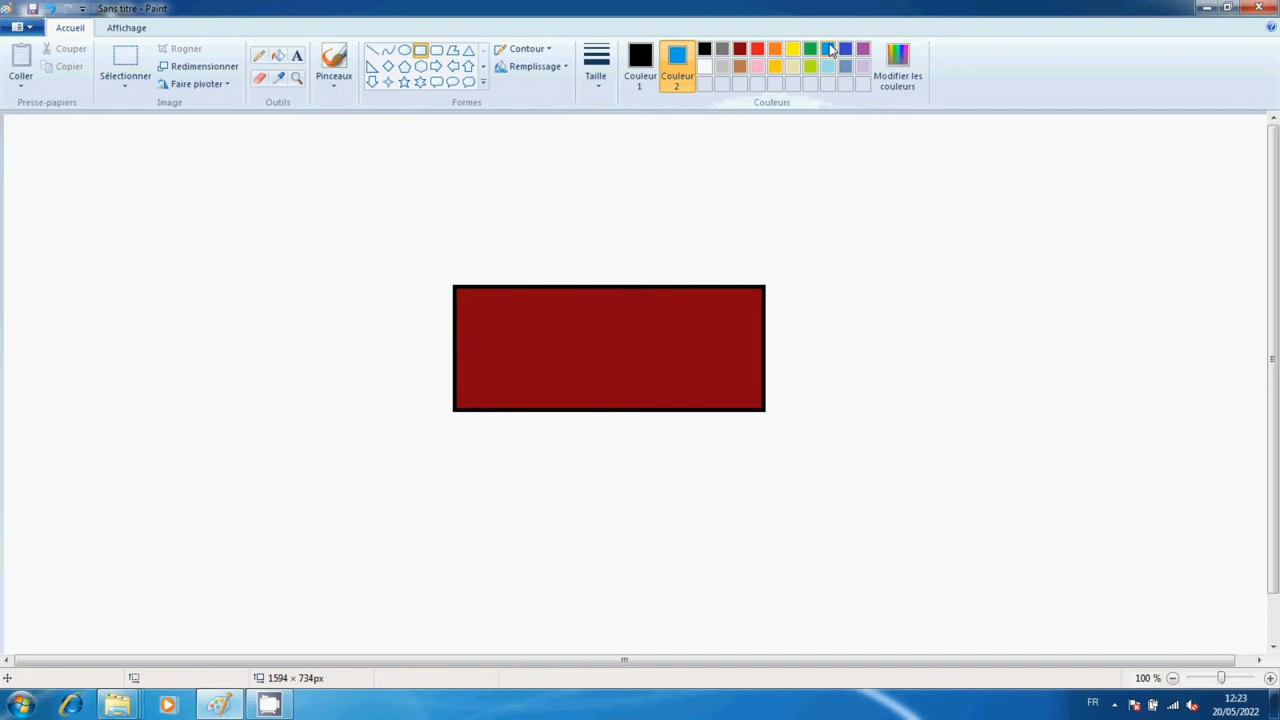 Sans titre - Paint
Accueil Affichage
Coller
Couper
Copier
Presse-papiers
Sélectionner
Rogner
Redimensionner
Faire pivoter
Image
A
Outils
Pinceaux
Contour
Remplissage
Formes
Taille
Couleur 1
Couleur 2
Modifier les couleurs
Couleurs
1594 × 734px
100 %
FR
12:23
20/05/2022